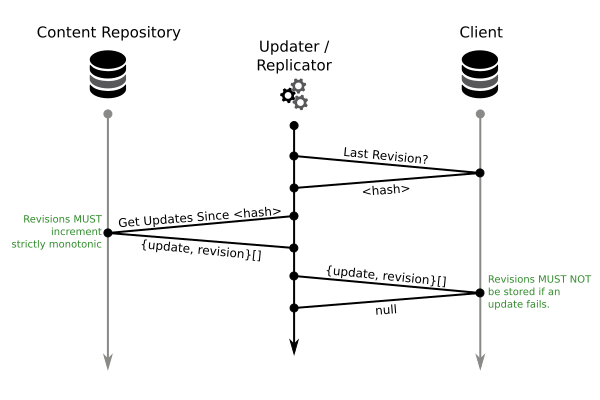 Content Repository
Updater /
Replicator
Client
Last Revision?
<hash>
Get Updates Since <hash>
Revisions MUST
increment
strictly monotonic
{update, revision}[]
{update, revision}[]
Revisions MUST NOT
be stored if an
update fails.
null